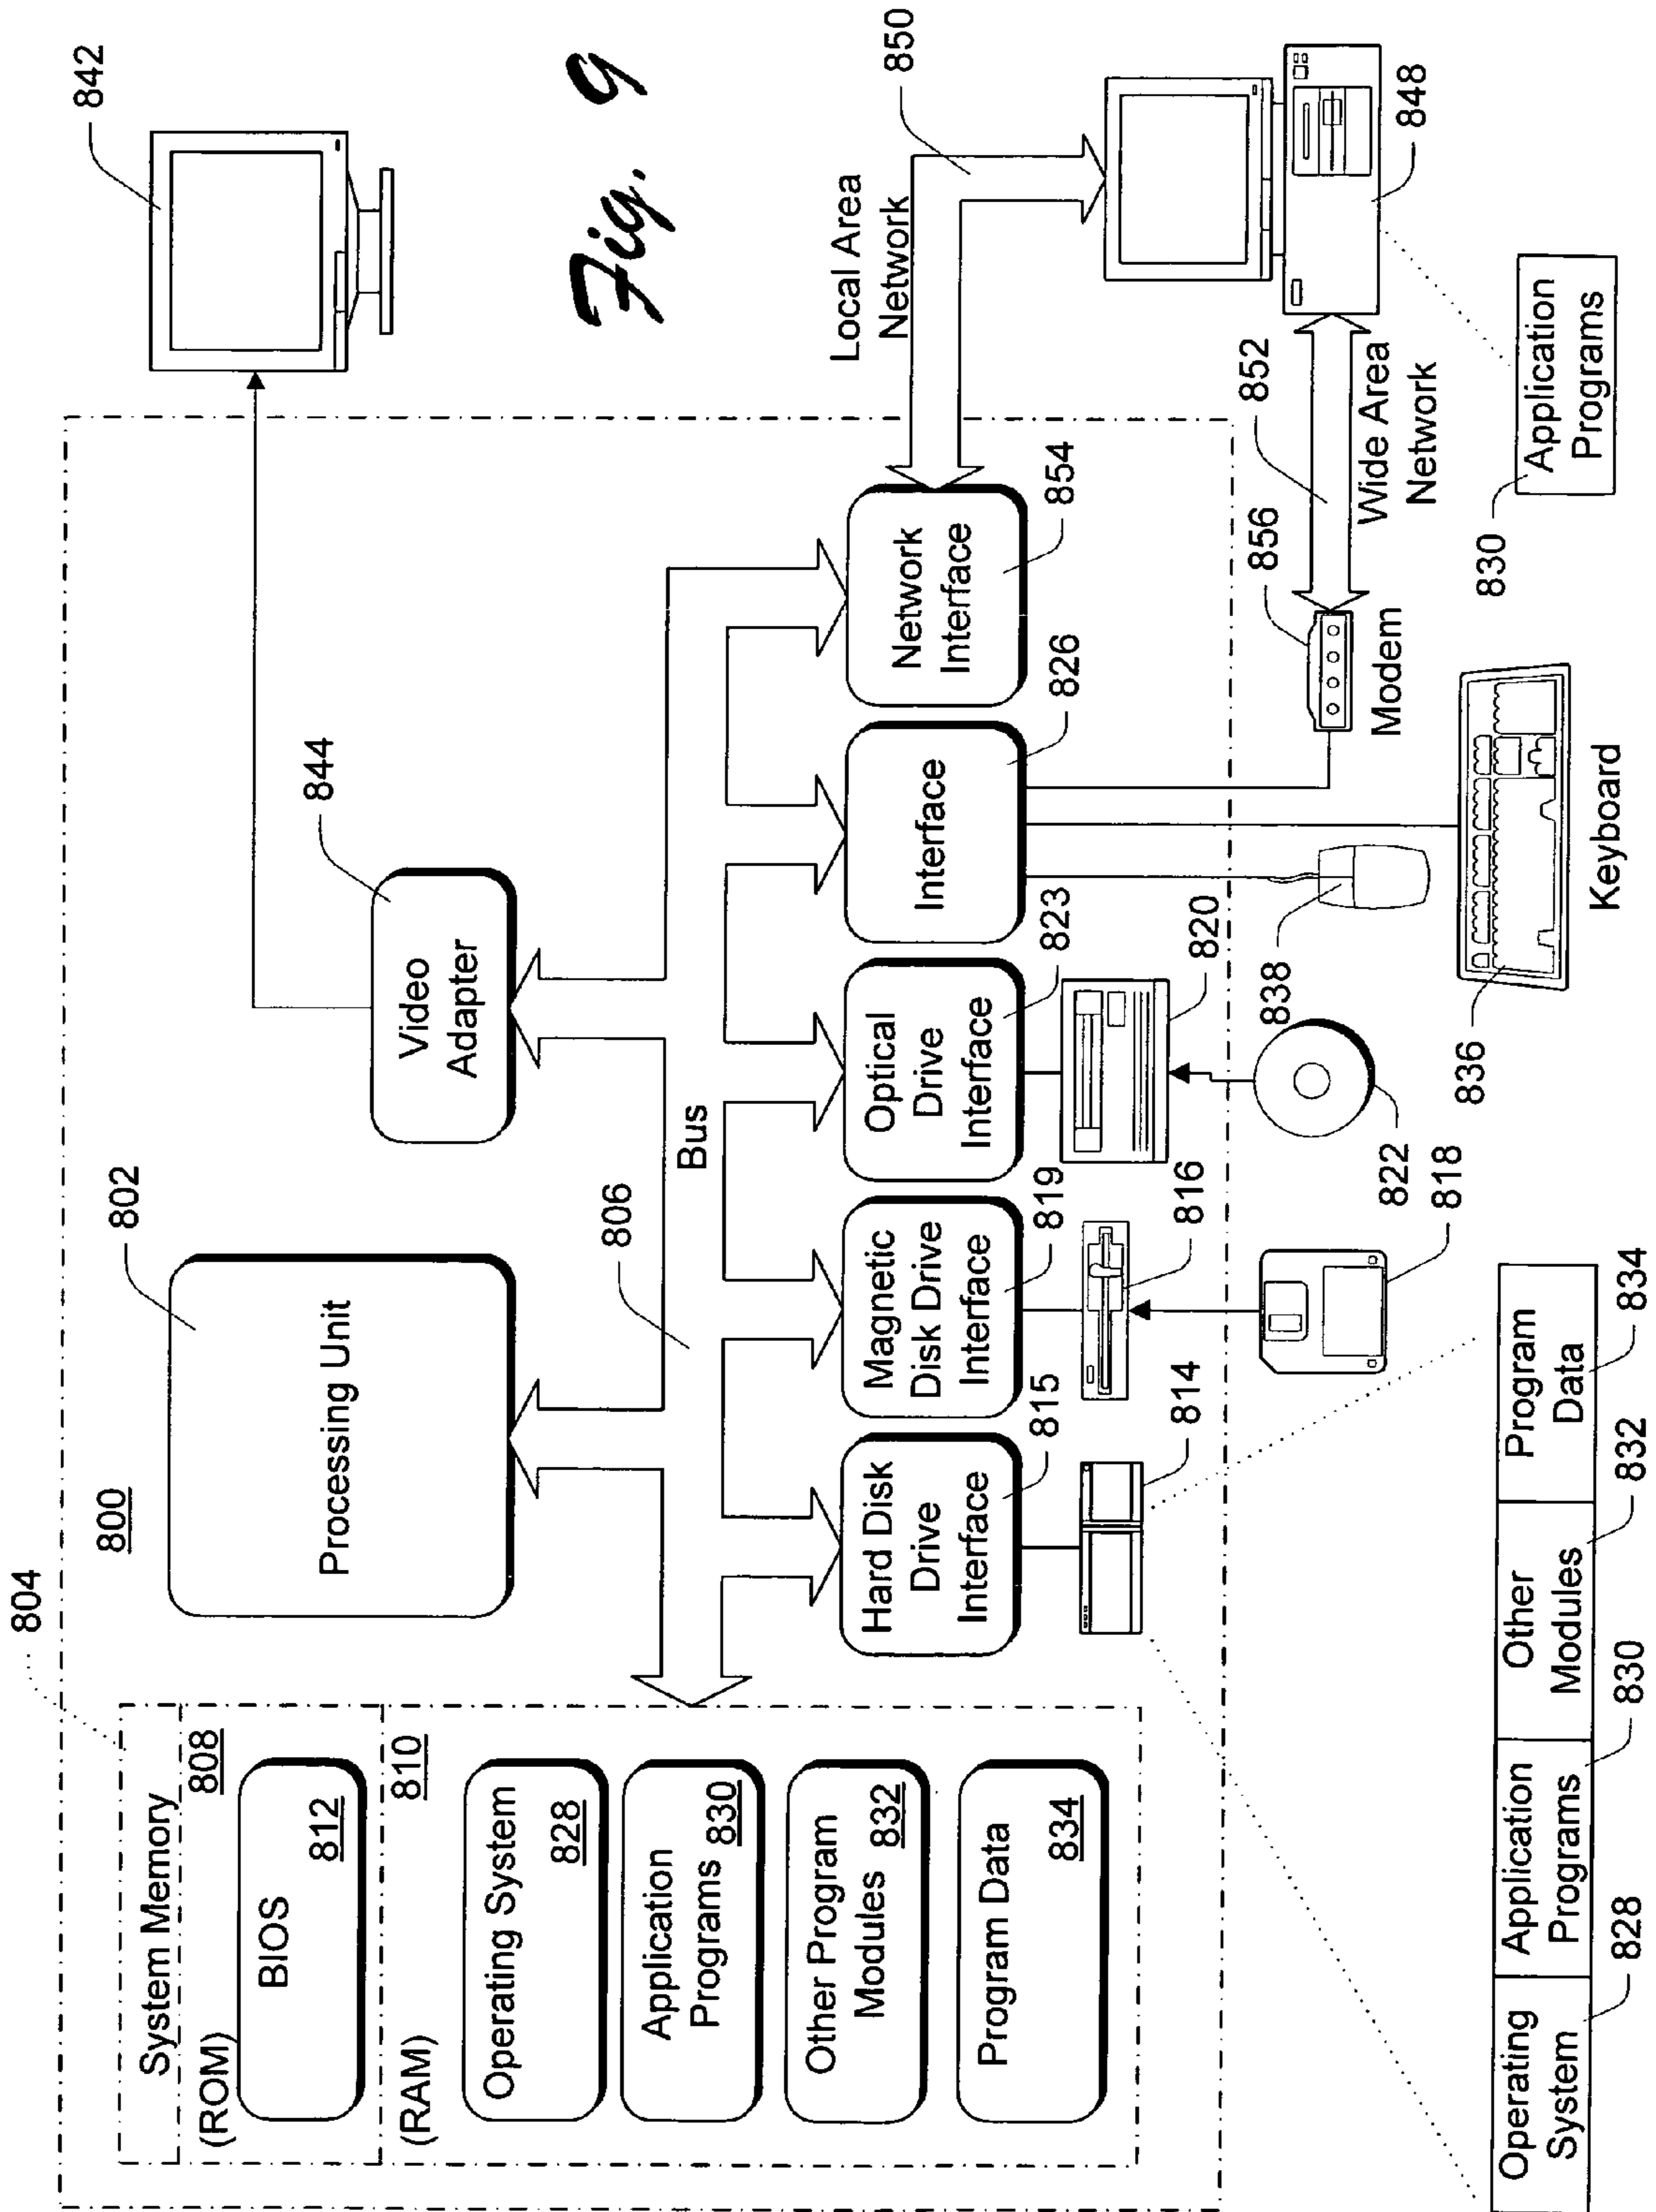 804
800
802
842
System Memory
(ROM)
808
BIOS
812
(RAM)
810
Operating System
828
Application
Programs
830
Other Program
Modules
832
Program Data
834
Processing Unit
844
Video
Adapter
806
Bus
Fig. 9
Hard Disk
Drive
Interface
815
Magnetic
Disk Drive
Interface
819
Optical
Drive
Interface
823
Interface
826
Network
Interface
854
Local Area
Network
850
814
816
820
818
822
838
836
Keyboard
Modem
856
852
Wide Area
Network
848
830
Application
Programs
Operating
System
828
Application
Programs
830
Other
Modules
832
Program
Data
834